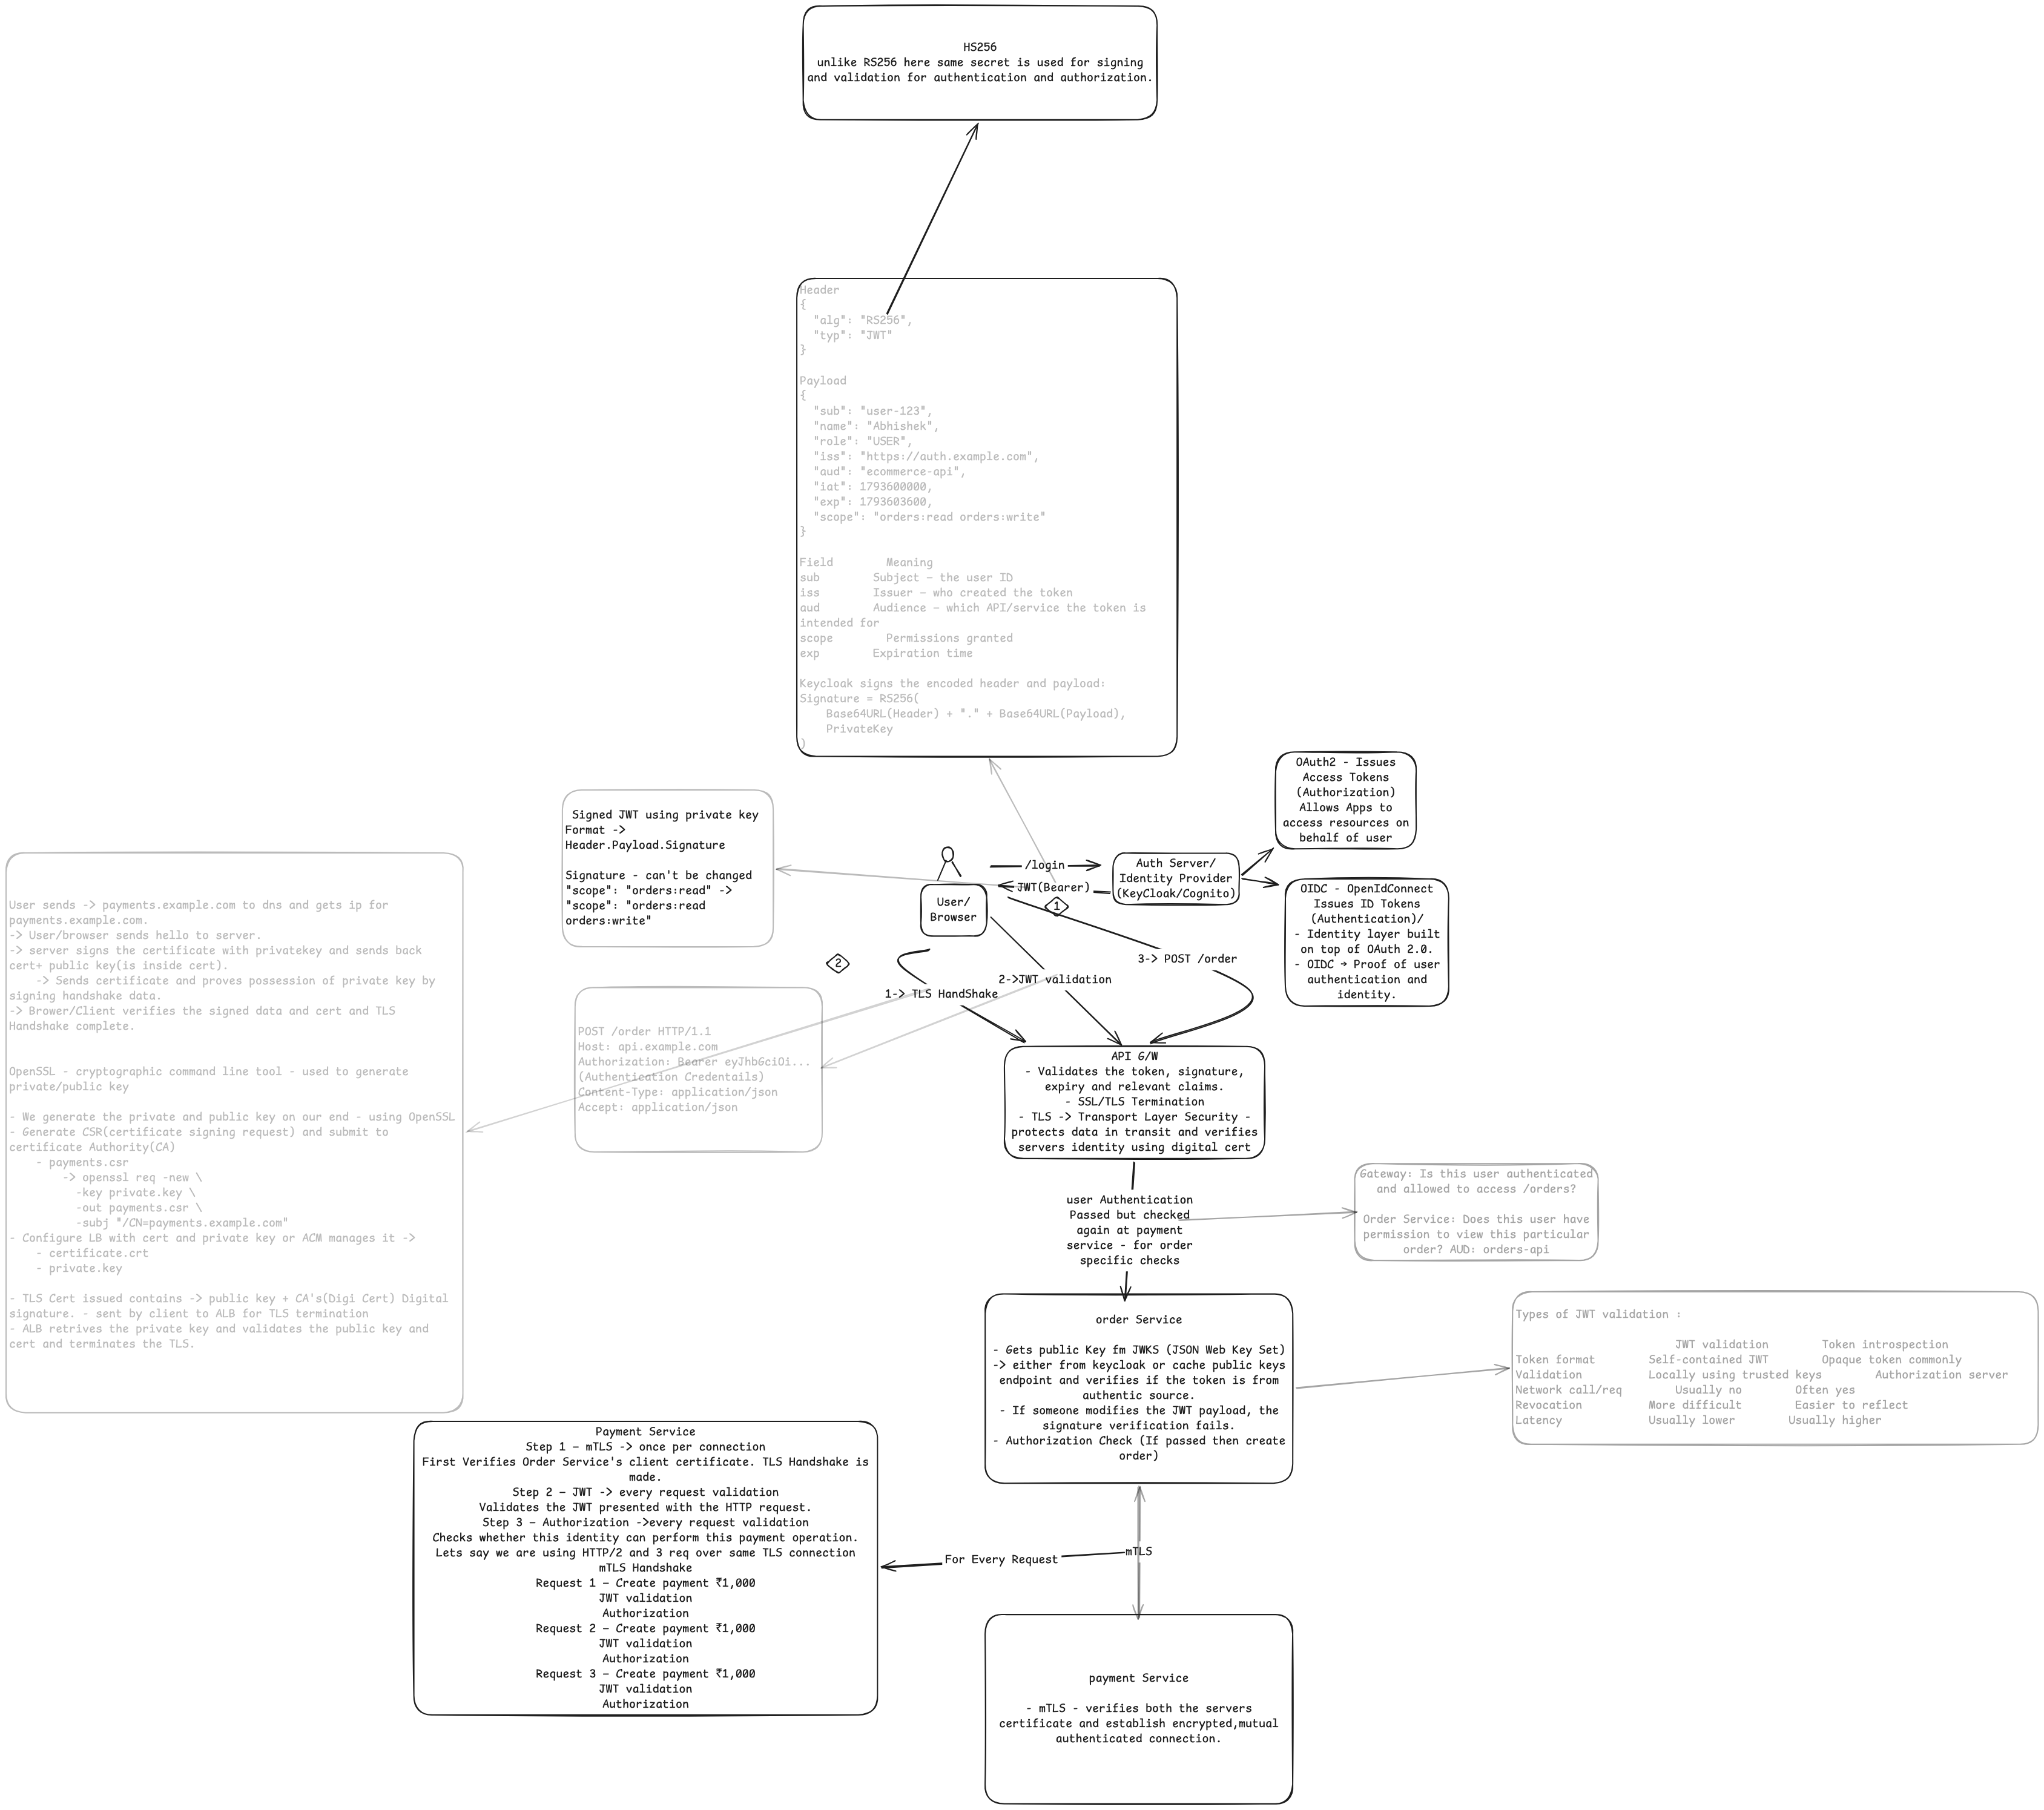 HS256
unlike RS256 here same secret is used for signing
and validation for authentication and authorization.
Header
{
"alg": "RS256",
"typ": "JWT"
}
Payload
{
"sub": "user-123",
"name": "Abhishek",
"role": "USER",
"iss": "https://auth.example.com",
"aud": "ecommerce-api",
"iat": 1793600000,
"exp": 1793603600,
"scope": "orders:read orders:write"
}
Field Meaning
sub Subject – the user ID
iss Issuer – who created the token
aud Audience – which API/service the token is
intended for
scope Permissions granted
exp Expiration time
Keycloak signs the encoded header and payload:
Signature = RS256(
Base64URL(Header) + "." + Base64URL(Payload),
PrivateKey
)
OAuth2 - Issues
Access Tokens
(Authorization)
Allows Apps to
access resources on
behalf of user
Signed JWT using private key
Format ->
Header.Payload.Signature
Signature - can't be changed
"scope": "orders:read" ->
"scope": "orders:read
orders:write"
/login
JWT(Bearer)
1
Auth Server/
Identity Provider
(KeyCloak/Cognito)
User/
Browser
OIDC - OpenIdConnect
Issues ID Tokens
(Authentication)/
- Identity layer built
on top of OAuth 2.0.
- OIDC → Proof of user
authentication and
identity.
User sends -> payments.example.com to dns and gets ip for
payments.example.com.
-> User/browser sends hello to server.
-> server signs the certificate with privatekey and sends back
cert+ public key(is inside cert).
-> Sends certificate and proves possession of private key by
signing handshake data.
-> Brower/Client verifies the signed data and cert and TLS
Handshake complete.
OpenSSL - cryptographic command line tool - used to generate
private/public key
- We generate the private and public key on our end - using OpenSSL
- Generate CSR(certificate signing request) and submit to
certificate Authority(CA)
- payments.csr
-> openssl req -new \
-key private.key \
-out payments.csr \
-subj "/CN=payments.example.com"
- Configure LB with cert and private key or ACM manages it ->
- certificate.crt
- private.key
- TLS Cert issued contains -> public key + CA's(Digi Cert) Digital
signature. - sent by client to ALB for TLS termination
- ALB retrives the private key and validates the public key and
cert and terminates the TLS.
2
3-> POST /order
2->JWT validation
1-> TLS HandShake
POST /order HTTP/1.1
Host: api.example.com
Authorization: Bearer eyJhbGciOi...
(Authentication Credentails)
Content-Type: application/json
Accept: application/json
API G/W
- Validates the token, signature,
expiry and relevant claims.
- SSL/TLS Termination
- TLS -> Transport Layer Security -
protects data in transit and verifies
servers identity using digital cert
user Authentication
Passed but checked
again at payment
service - for order
specific checks
Gateway: Is this user authenticated
and allowed to access /orders?
Order Service: Does this user have
permission to view this particular
order? AUD: orders-api
order Service
- Gets public Key fm JWKS (JSON Web Key Set)
-> either from keycloak or cache public keys
endpoint and verifies if the token is from
authentic source.
- If someone modifies the JWT payload, the
signature verification fails.
- Authorization Check (If passed then create
order)
Types of JWT validation :
JWT validation Token introspection
Token format Self-contained JWT Opaque token commonly
Validation Locally using trusted keys Authorization server
Network call/req Usually no Often yes
Revocation More difficult Easier to reflect
Latency Usually lower Usually higher
Payment Service
Step 1 – mTLS -> once per connection
First Verifies Order Service's client certificate. TLS Handshake is
made.
Step 2 – JWT -> every request validation
Validates the JWT presented with the HTTP request.
Step 3 – Authorization ->every request validation
Checks whether this identity can perform this payment operation.
Lets say we are using HTTP/2 and 3 req over same TLS connection
mTLS Handshake
Request 1 – Create payment ₹1,000
JWT validation
Authorization
Request 2 – Create payment ₹1,000
JWT validation
Authorization
Request 3 – Create payment ₹1,000
JWT validation
Authorization
For Every Request
mTLS
payment Service
- mTLS - verifies both the servers
certificate and establish encrypted,mutual
authenticated connection.